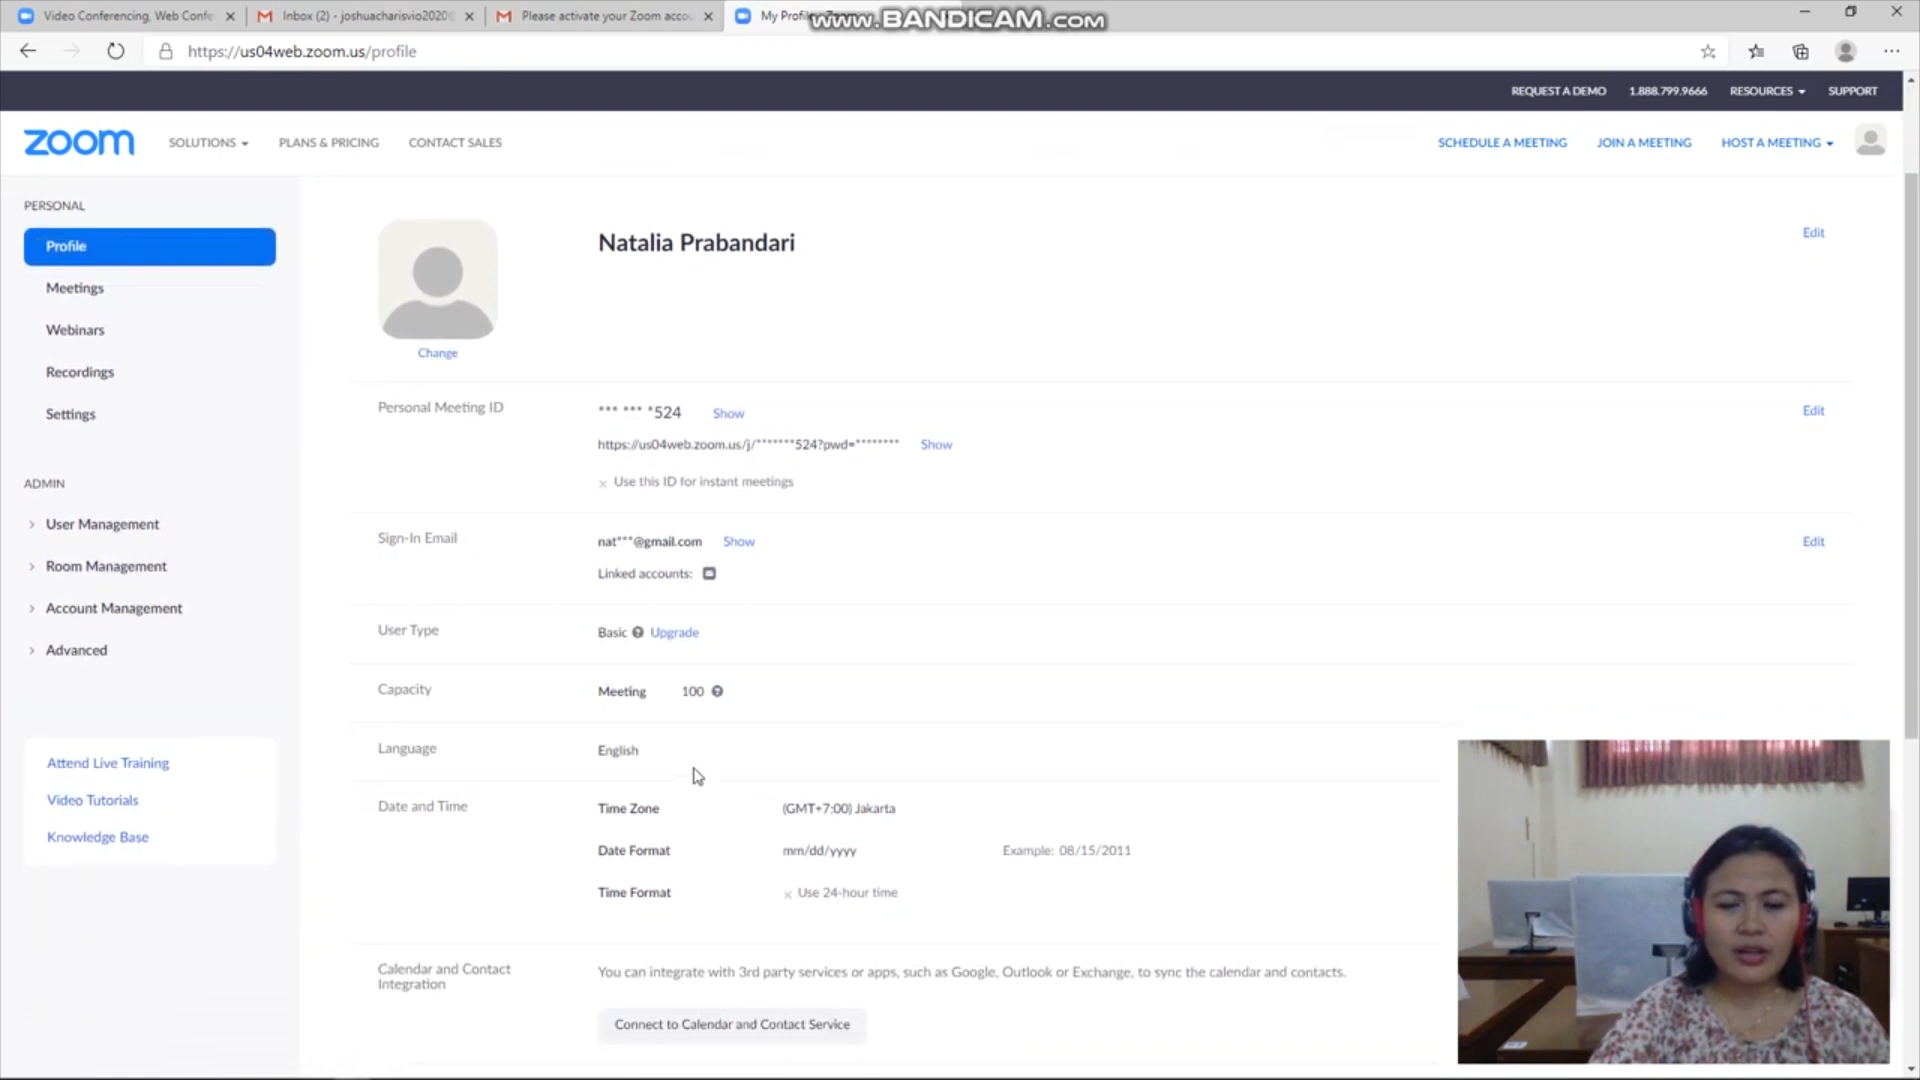 Video Conferencing, Web Confe
Inbox (2) - joshuacharisvio2020@
Please activate your Zoom acco
My Profile
www.BANDICAM.com
https://us04web.zoom.us/profile
REQUEST A DEMO 1.888.799.9666 RESOURCES SUPPORT
zoom SOLUTIONS PLANS & PRICING CONTACT SALES SCHEDULE A MEETING JOIN A MEETING HOST A MEETING
PERSONAL
Profile
Meetings
Webinars
Recordings
Settings
ADMIN
User Management
Room Management
Account Management
Advanced
Attend Live Training
Video Tutorials
Knowledge Base
Natalia Prabandari Edit
Change
Personal Meeting ID *** *** *524 Show Edit
https://us04web.zoom.us/j/*******524?pwd=******** Show
× Use this ID for instant meetings
Sign-In Email nat***@gmail.com Show Edit
Linked accounts:
User Type Basic Upgrade
Capacity Meeting 100
Language English
Date and Time Time Zone (GMT+7:00) Jakarta
Date Format mm/dd/yyyy Example: 08/15/2011
Time Format × Use 24-hour time
Calendar and Contact
Integration
You can integrate with 3rd party services or apps, such as Google, Outlook or Exchange, to sync the calendar and contacts.
Connect to Calendar and Contact Service